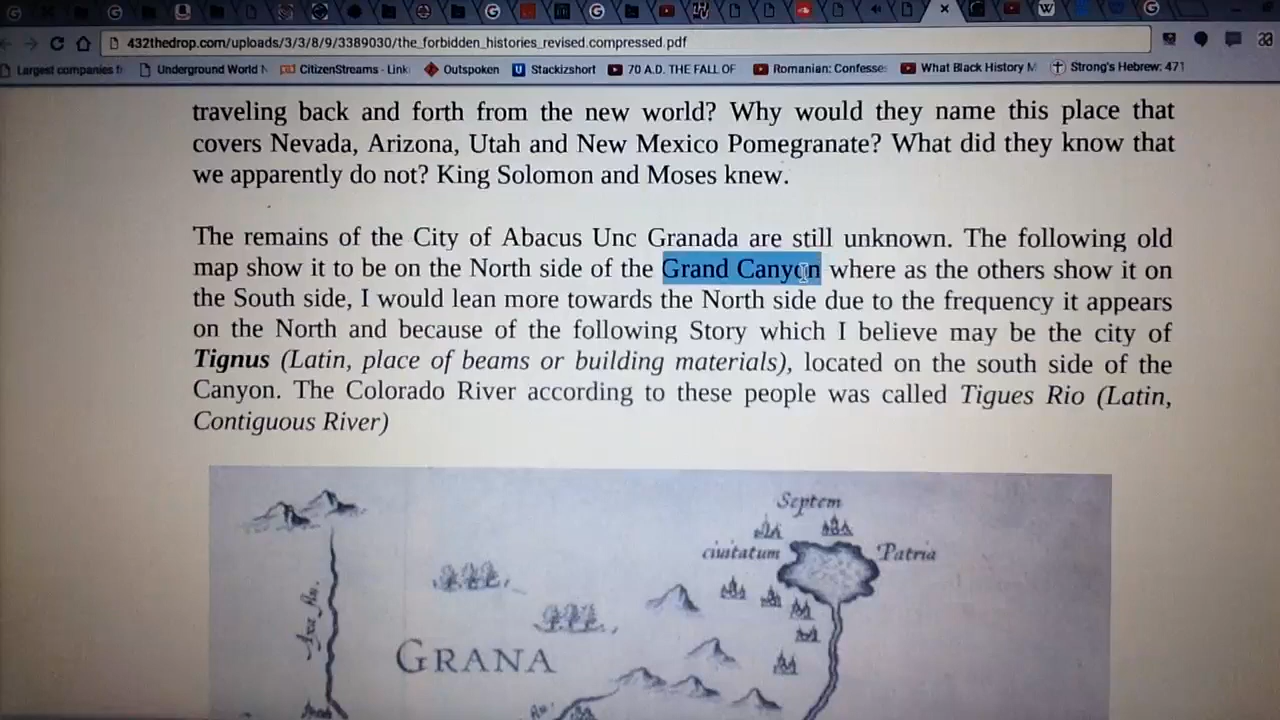 432thedrop.com/uploads/3/3/8/9/3389030/the_forbidden_histories_revised.compressed.pdf
Largest companies Underground World CitizenStreams - Link Outspoken Stackizshort 70 A.D. THE FALL OF Romanian: Confesse What Black History M Strong's Hebrew: 471
traveling back and forth from the new world? Why would they name this place that
covers Nevada, Arizona, Utah and New Mexico Pomegranate? What did they know that
we apparently do not? King Solomon and Moses knew.
The remains of the City of Abacus Unc Granada are still unknown. The following old
map show it to be on the North side of the Grand Canyon where as the others show it on
the South side, I would lean more towards the North side due to the frequency it appears
on the North and because of the following Story which I believe may be the city of
Tignus (Latin, place of beams or building materials), located on the south side of the
Canyon. The Colorado River according to these people was called Tigues Rio (Latin,
Contiguous River)
Septem
ciuitatum Patria
GRANA